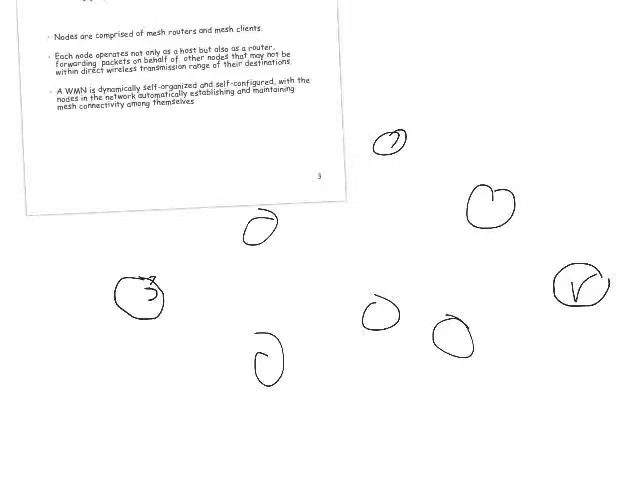 · Nodes are comprised of mesh routers and mesh clients.
· Each node operates not only as a host but also as a router,
forwarding packets on behalf of other nodes that may not be
within direct wireless transmission range of their destinations.
· A WMN is dynamically self-organized and self-configured, with the
nodes in the network automatically establishing and maintaining
mesh connectivity among themselves
3